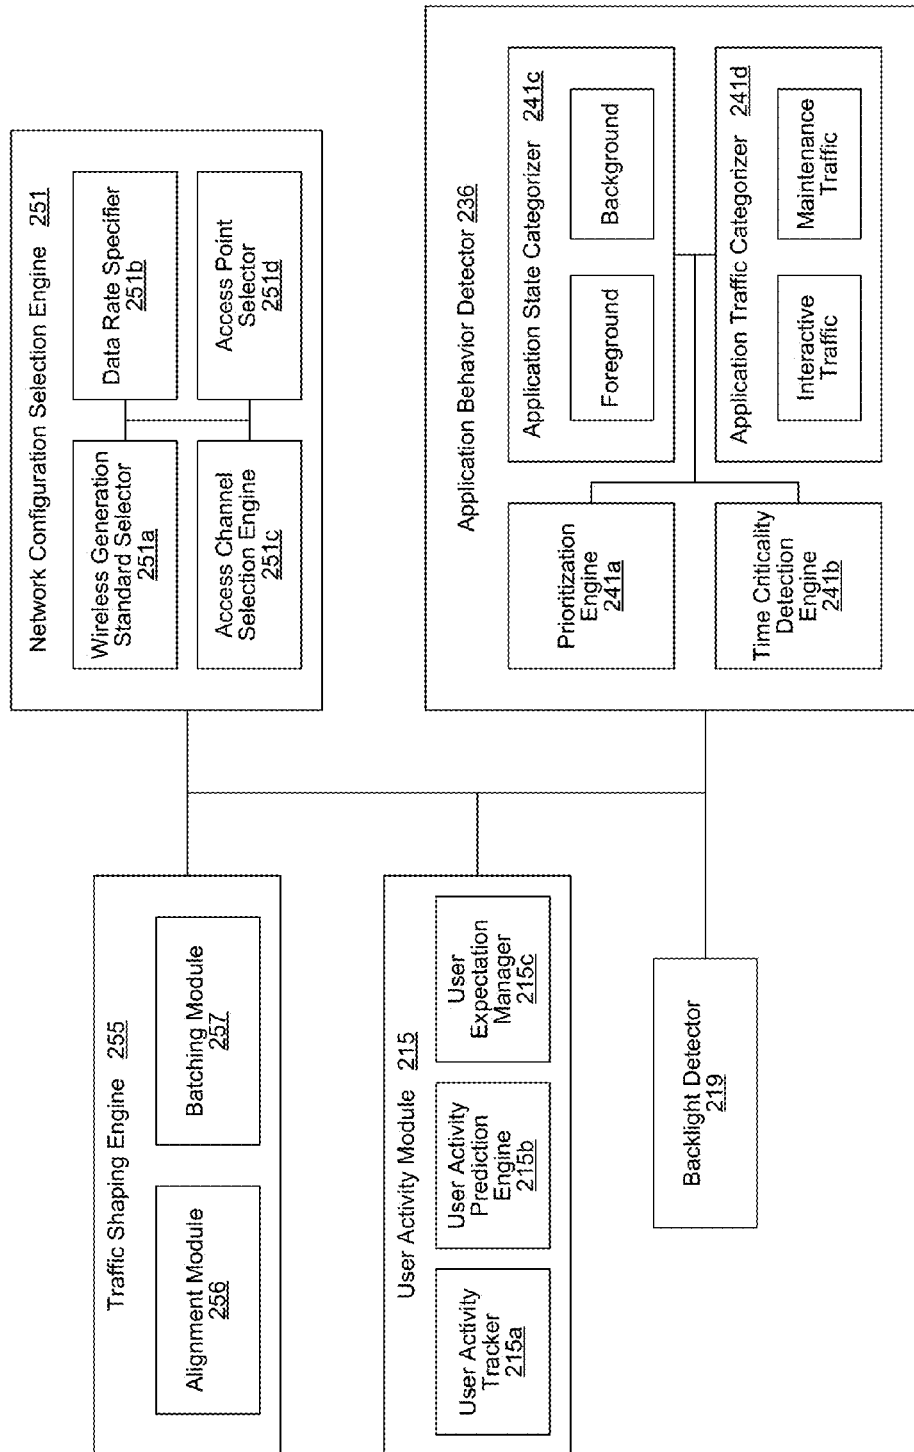 Traffic Shaping Engine 255
Alignment Module
256
Batching Module
257
Network Configuration Selection Engine 251
Wireless Generation
Standard Selector
251a
Data Rate Specifier
251b
Access Channel
Selection Engine
251c
Access Point
Selector
251d
User Activity Module 215
User Activity
Tracker
215a
User Activity
Prediction
Engine
215b
User
Expectation
Manager
215c
Application Behavior Detector 236
Prioritization
Engine
241a
Time Criticality
Detection
Engine
241b
Application State Categorizer 241c
Foreground
Background
Application Traffic Categorizer 241d
Interactive
Traffic
Maintenance
Traffic
Backlight Detector
219